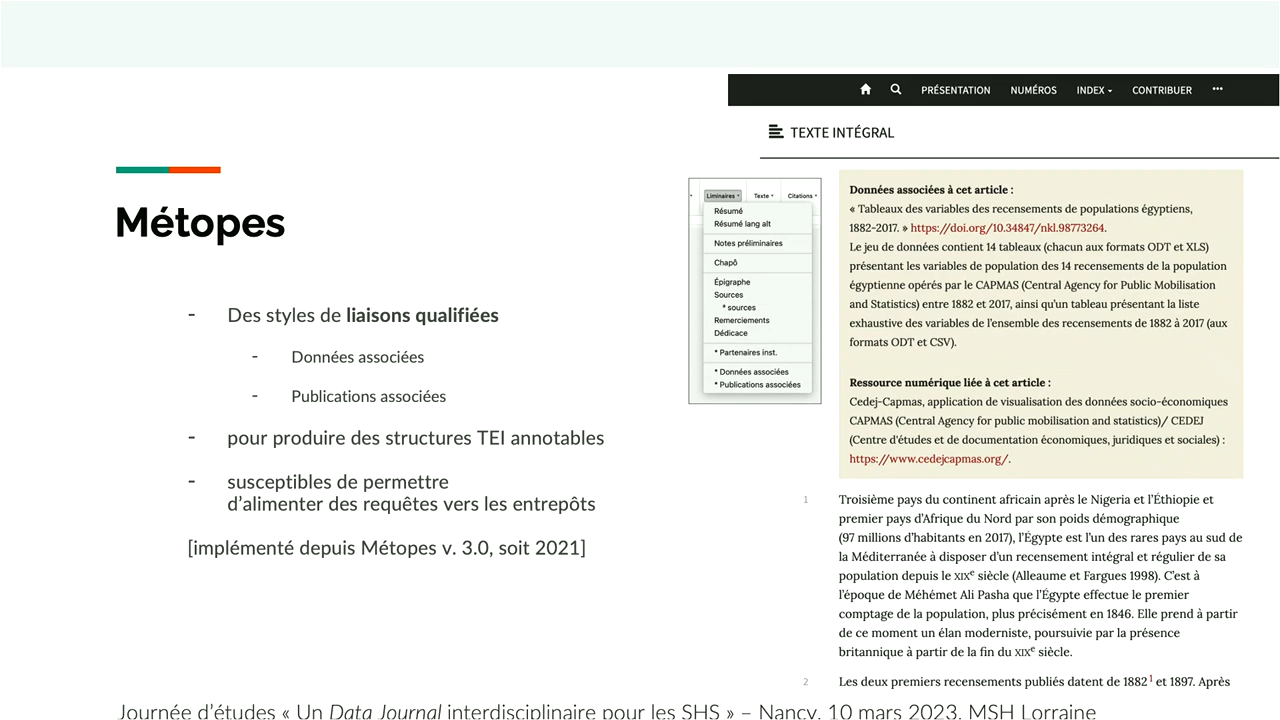 PRÉSENTATION NUMÉROS INDEX CONTRIBUER •••
TEXTE INTÉGRAL
Métopes
- Des styles de liaisons qualifiées
- Données associées
- Publications associées
- pour produire des structures TEI annotables
- susceptibles de permettre
d’alimenter des requêtes vers les entrepôts
[implémenté depuis Métopes v. 3.0, soit 2021]
Liminaires Texte Citations
Résumé
Résumé lang alt
Notes préliminaires
Chapô
Épigraphe
Sources
* sources
Remerciements
Dédicace
* Partenaires inst.
* Données associées
* Publications associées
Données associées à cet article :
« Tableaux des variables des recensements de populations égyptiens,
1882-2017. » https://doi.org/10.34847/nkl.98773264.
Le jeu de données contient 14 tableaux (chacun aux formats ODT et XLS)
présentant les variables de population des 14 recensements de la population
égyptienne opérés par le CAPMAS (Central Agency for Public Mobilisation
and Statistics) entre 1882 et 2017, ainsi qu’un tableau présentant la liste
exhaustive des variables de l’ensemble des recensements de 1882 à 2017 (aux
formats ODT et CSV).
Ressource numérique liée à cet article :
Cedej-Capmas, application de visualisation des données socio-économiques
CAPMAS (Central Agency for public mobilisation and statistics)/ CEDEJ
(Centre d’études et de documentation économiques, juridiques et sociales) :
https://www.cedejcapmas.org/.
1 Troisième pays du continent africain après le Nigeria et l’Éthiopie et
premier pays d’Afrique du Nord par son poids démographique
(97 millions d’habitants en 2017), l’Égypte est l’un des rares pays au sud de
la Méditerranée à disposer d’un recensement intégral et régulier de sa
population depuis le XIXe siècle (Alleaume et Fargues 1998). C’est à
l’époque de Méhémet Ali Pasha que l’Égypte effectue le premier
comptage de la population, plus précisément en 1846. Elle prend à partir
de ce moment un élan moderniste, poursuivie par la présence
britannique à partir de la fin du XIXe siècle.
2 Les deux premiers recensements publiés datent de 1882 1 et 1897. Après
Journée d’études « Un Data Journal interdisciplinaire pour les SHS » – Nancy, 10 mars 2023, MSH Lorraine